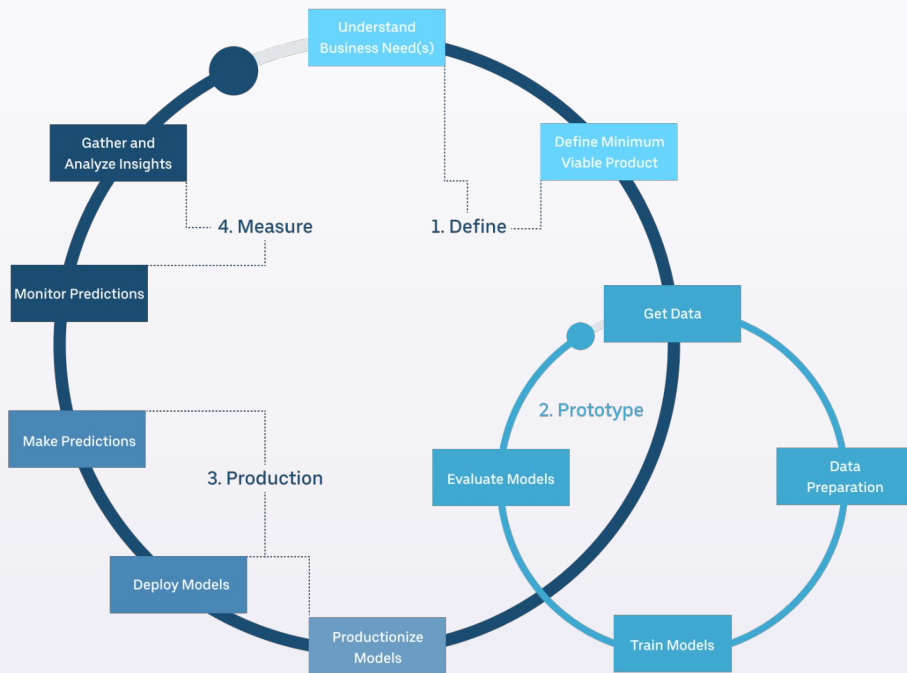 Understand
Business Need(s)
Define Minimum
Viable Product
Gather and
Analyze Insights
4. Measure
1. Define
Monitor Predictions
Get Data
2. Prototype
Make Predictions
Evaluate Models
Data
Preparation
3. Production
Deploy Models
Productionize
Models
Train Models